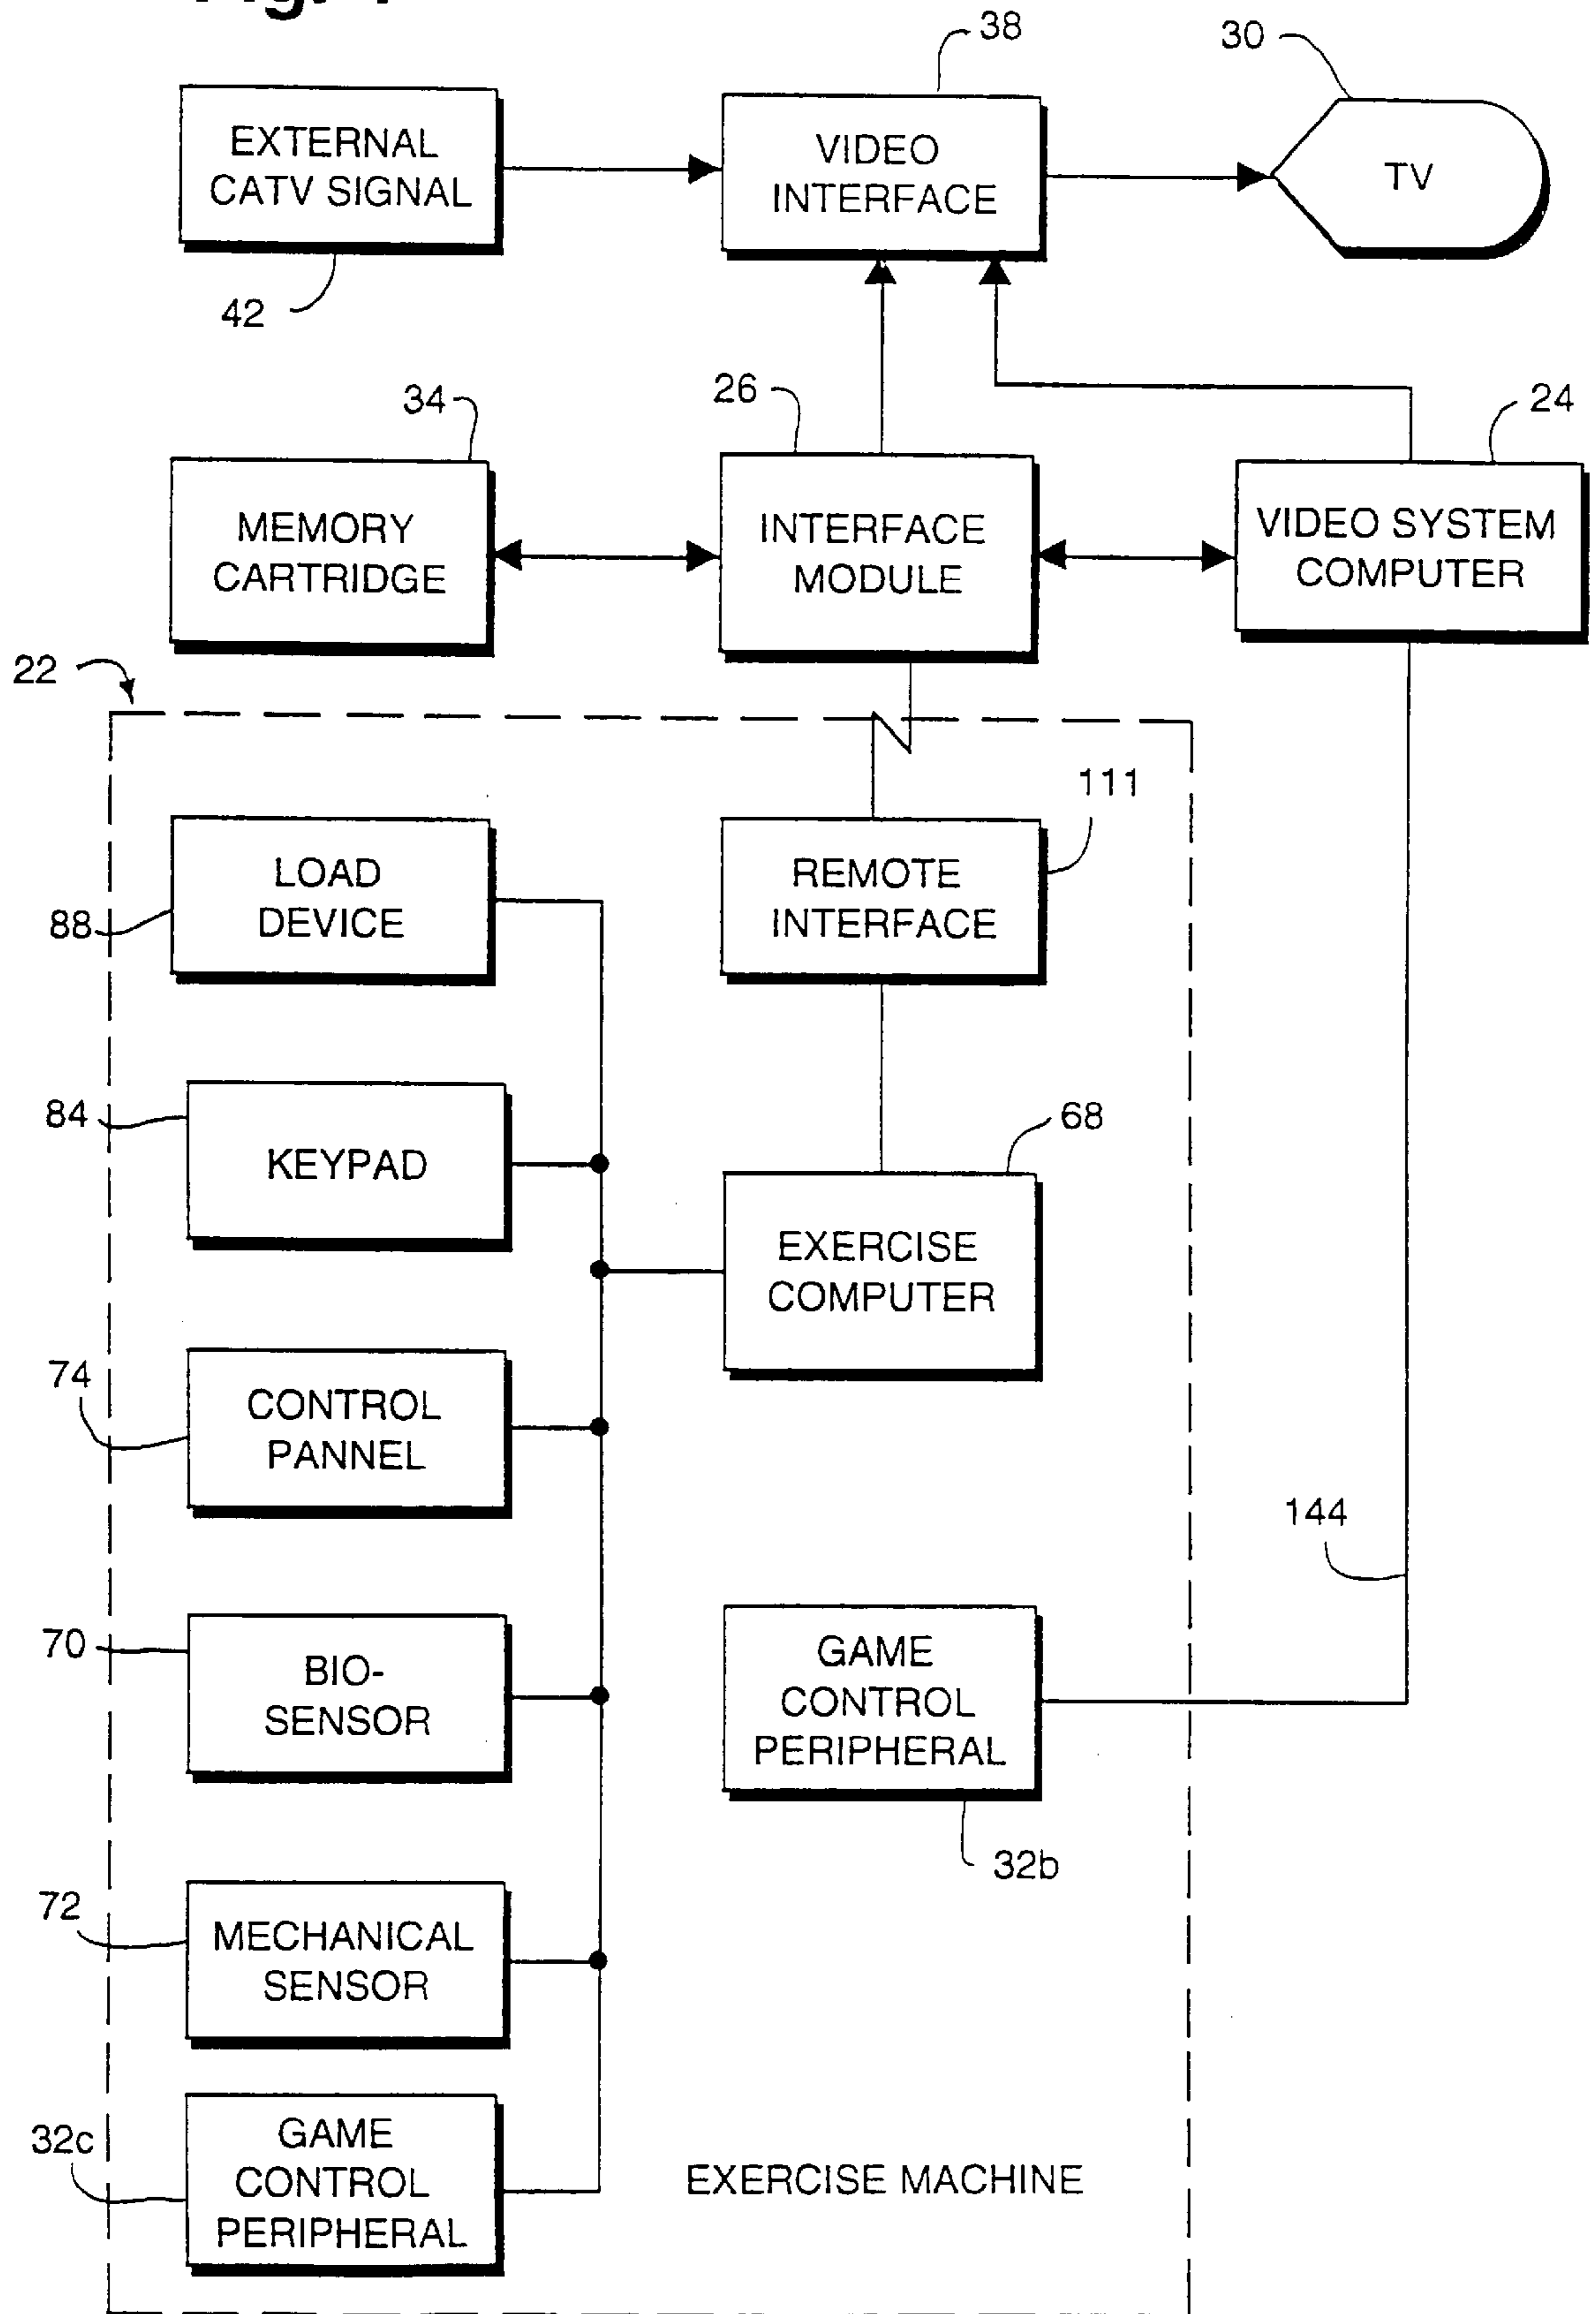 38
30
EXTERNAL
CATV SIGNAL
VIDEO
INTERFACE
TV
42
34
26
24
MEMORY
CARTRIDGE
INTERFACE
MODULE
VIDEO SYSTEM
COMPUTER
22
111
LOAD
DEVICE
REMOTE
INTERFACE
88
84
68
KEYPAD
EXERCISE
COMPUTER
74
CONTROL
PANNEL
144
70
BIO-
SENSOR
GAME
CONTROL
PERIPHERAL
32b
72
MECHANICAL
SENSOR
32c
GAME
CONTROL
PERIPHERAL
EXERCISE MACHINE